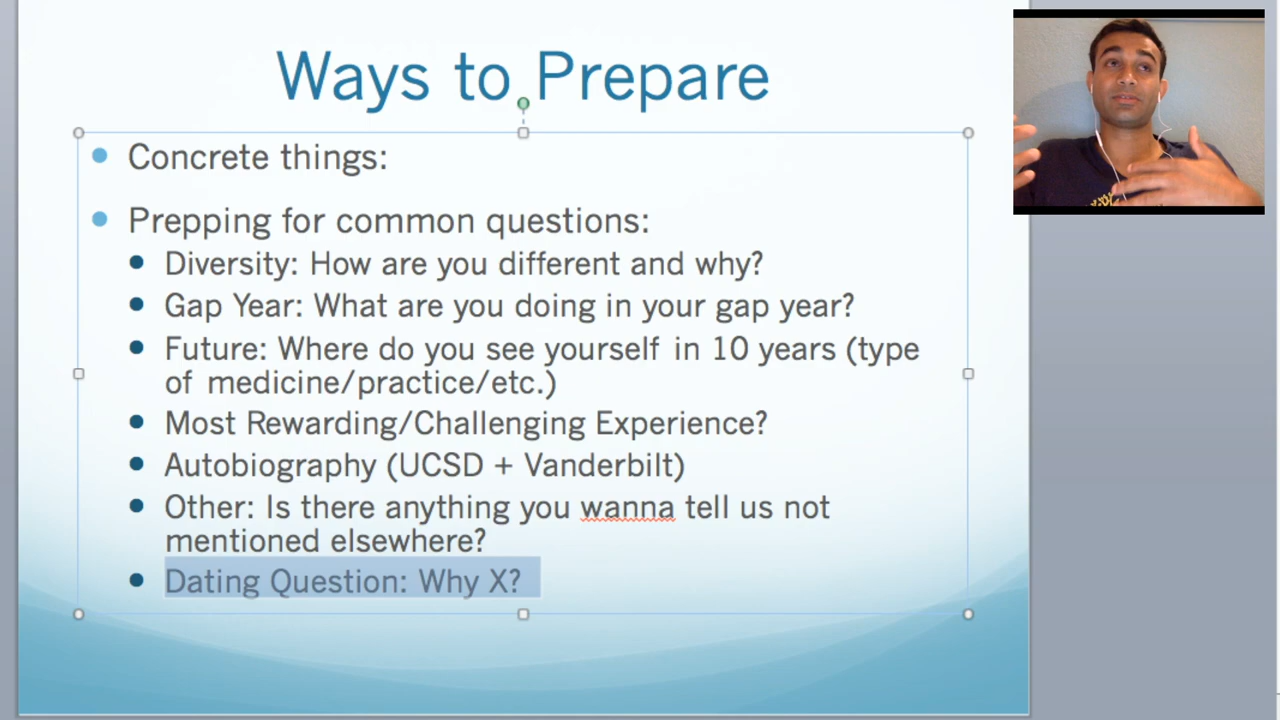 Ways to Prepare
Concrete things:
Prepping for common questions:
Diversity: How are you different and why?
Gap Year: What are you doing in your gap year?
Future: Where do you see yourself in 10 years (type
of medicine/practice/etc.)
Most Rewarding/Challenging Experience?
Autobiography (UCSD + Vanderbilt)
Other: Is there anything you wanna tell us not
mentioned elsewhere?
Dating Question: Why X?